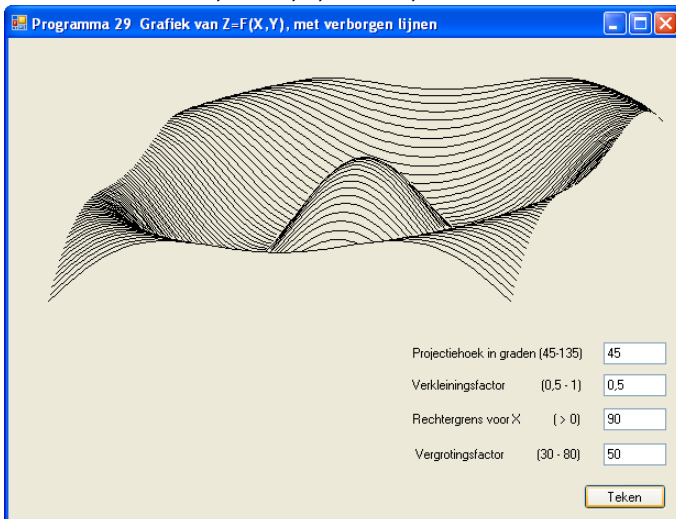 Programma 29 Grafiek van Z=F(X,Y), met verborgen lijnen
Projectiehoek in graden (45-135) 45
Verkleiningsfactor (0,5 - 1) 0,5
Rechtergrens voor X ( > 0) 90
Vergrotingsfactor (30 - 80) 50
Teken